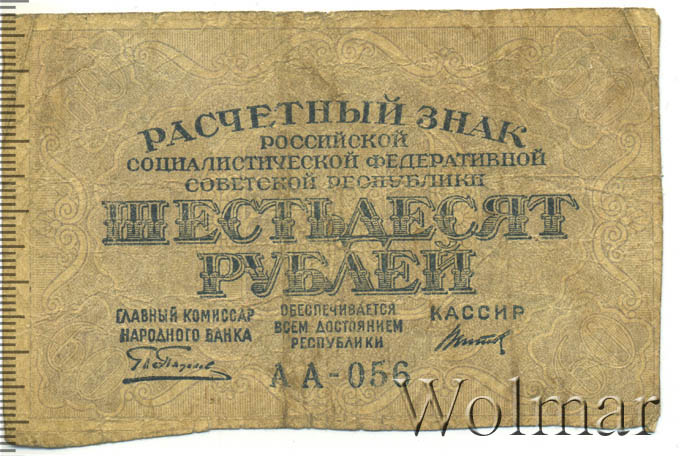 РАСЧЕТНЫЙ ЗНАК
РОССИЙСКОЙ
СОЦИАЛИСТИЧЕСКОЙ ФЕДЕРАТИВНОЙ
СОВЕТСКОЙ РЕСПУБЛИКИ
ШЕСТЬДЕСЯТ
РУБЛЕЙ
ГЛАВНЫЙ КОМИССАР
НАРОДНОГО БАНКА
ОБЕСПЕЧИВАЕТСЯ
ВСЕМ ДОСТОЯНИЕМ
РЕСПУБЛИКИ
КАССИР
АА-056
Wolmar